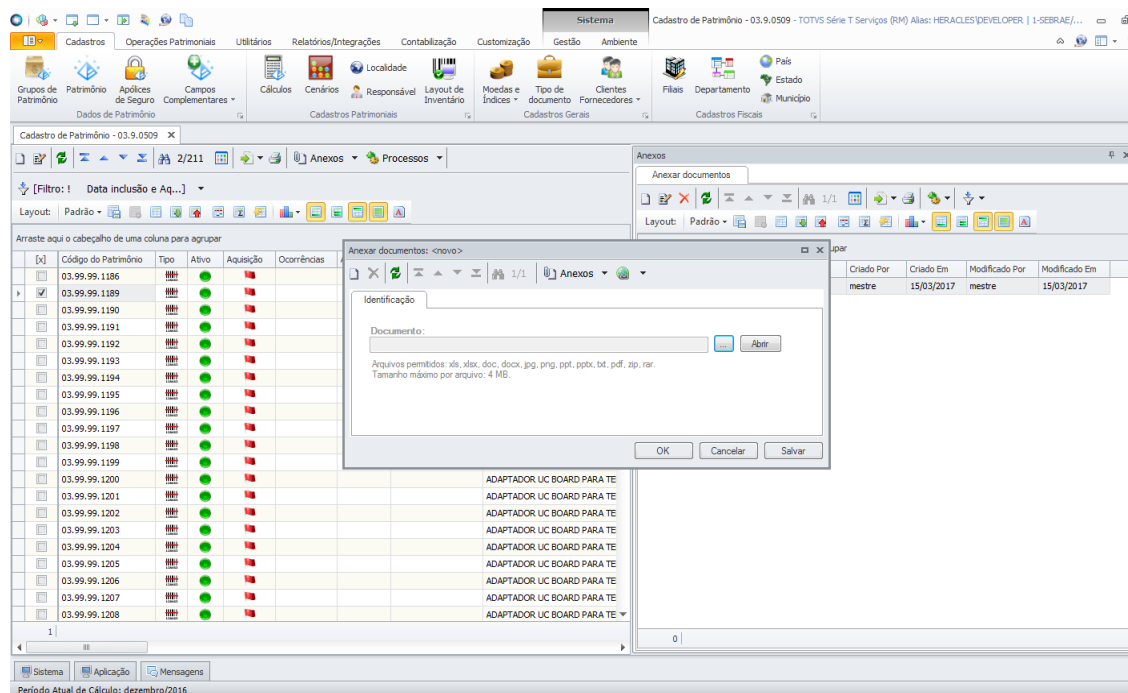 Sistema
Cadastro de Patrimônio - 03.9.0509 - TOTVS Série T Serviços (RM) Alias: HERACLES\DEVELOPER | 1-SEBRAE/...
Cadastros Operações Patrimoniais Utilitários Relatórios/Integrações Contabilização Customização Gestão Ambiente
Grupos de Patrimônio
Patrimônio
Apólices de Seguro
Campos Complementares
Cálculos
Cenários
Localidade
Responsável
Layout de Inventário
Moedas e Índices
Tipo de documento
Clientes Fornecedores
Filiais
Departamento
País
Estado
Município
Dados de Patrimônio Cadastros Patrimoniais Cadastros Gerais Cadastros Fiscais
Cadastro de Patrimônio - 03.9.0509 X
2/211 Anexos Processos
[Filtro: ! Data inclusão e Aq...]
Layout: Padrão
Arraste aqui o cabeçalho de uma coluna para agrupar
[x] Código do Patrimônio Tipo Ativo Aquisição Ocorrências
03.99.99.1186
03.99.99.1189
03.99.99.1190
03.99.99.1191
03.99.99.1192
03.99.99.1193
03.99.99.1194
03.99.99.1195
03.99.99.1196
03.99.99.1197
03.99.99.1198
03.99.99.1199
03.99.99.1200 ADAPTADOR UC BOARD PARA TE
03.99.99.1201 ADAPTADOR UC BOARD PARA TE
03.99.99.1202 ADAPTADOR UC BOARD PARA TE
03.99.99.1203 ADAPTADOR UC BOARD PARA TE
03.99.99.1204 ADAPTADOR UC BOARD PARA TE
03.99.99.1205 ADAPTADOR UC BOARD PARA TE
03.99.99.1206 ADAPTADOR UC BOARD PARA TE
03.99.99.1207 ADAPTADOR UC BOARD PARA TE
03.99.99.1208 ADAPTADOR UC BOARD PARA TE
1
Anexos
Anexar documentos
1/1
Layout: Padrão
upar
Criado Por Criado Em Modificado Por Modificado Em
mestre 15/03/2017 mestre 15/03/2017
0
Anexar documentos: <novo>
1/1 Anexos
Identificação
Documento:
... Abrir
Arquivos permitidos: xls, xlsx, doc, docx, jpg, png, ppt, pptx, txt, pdf, zip, rar.
Tamanho máximo por arquivo: 4 MB.
OK Cancelar Salvar
Sistema Aplicação Mensagens
Período Atual de Cálculo: dezembro/2016